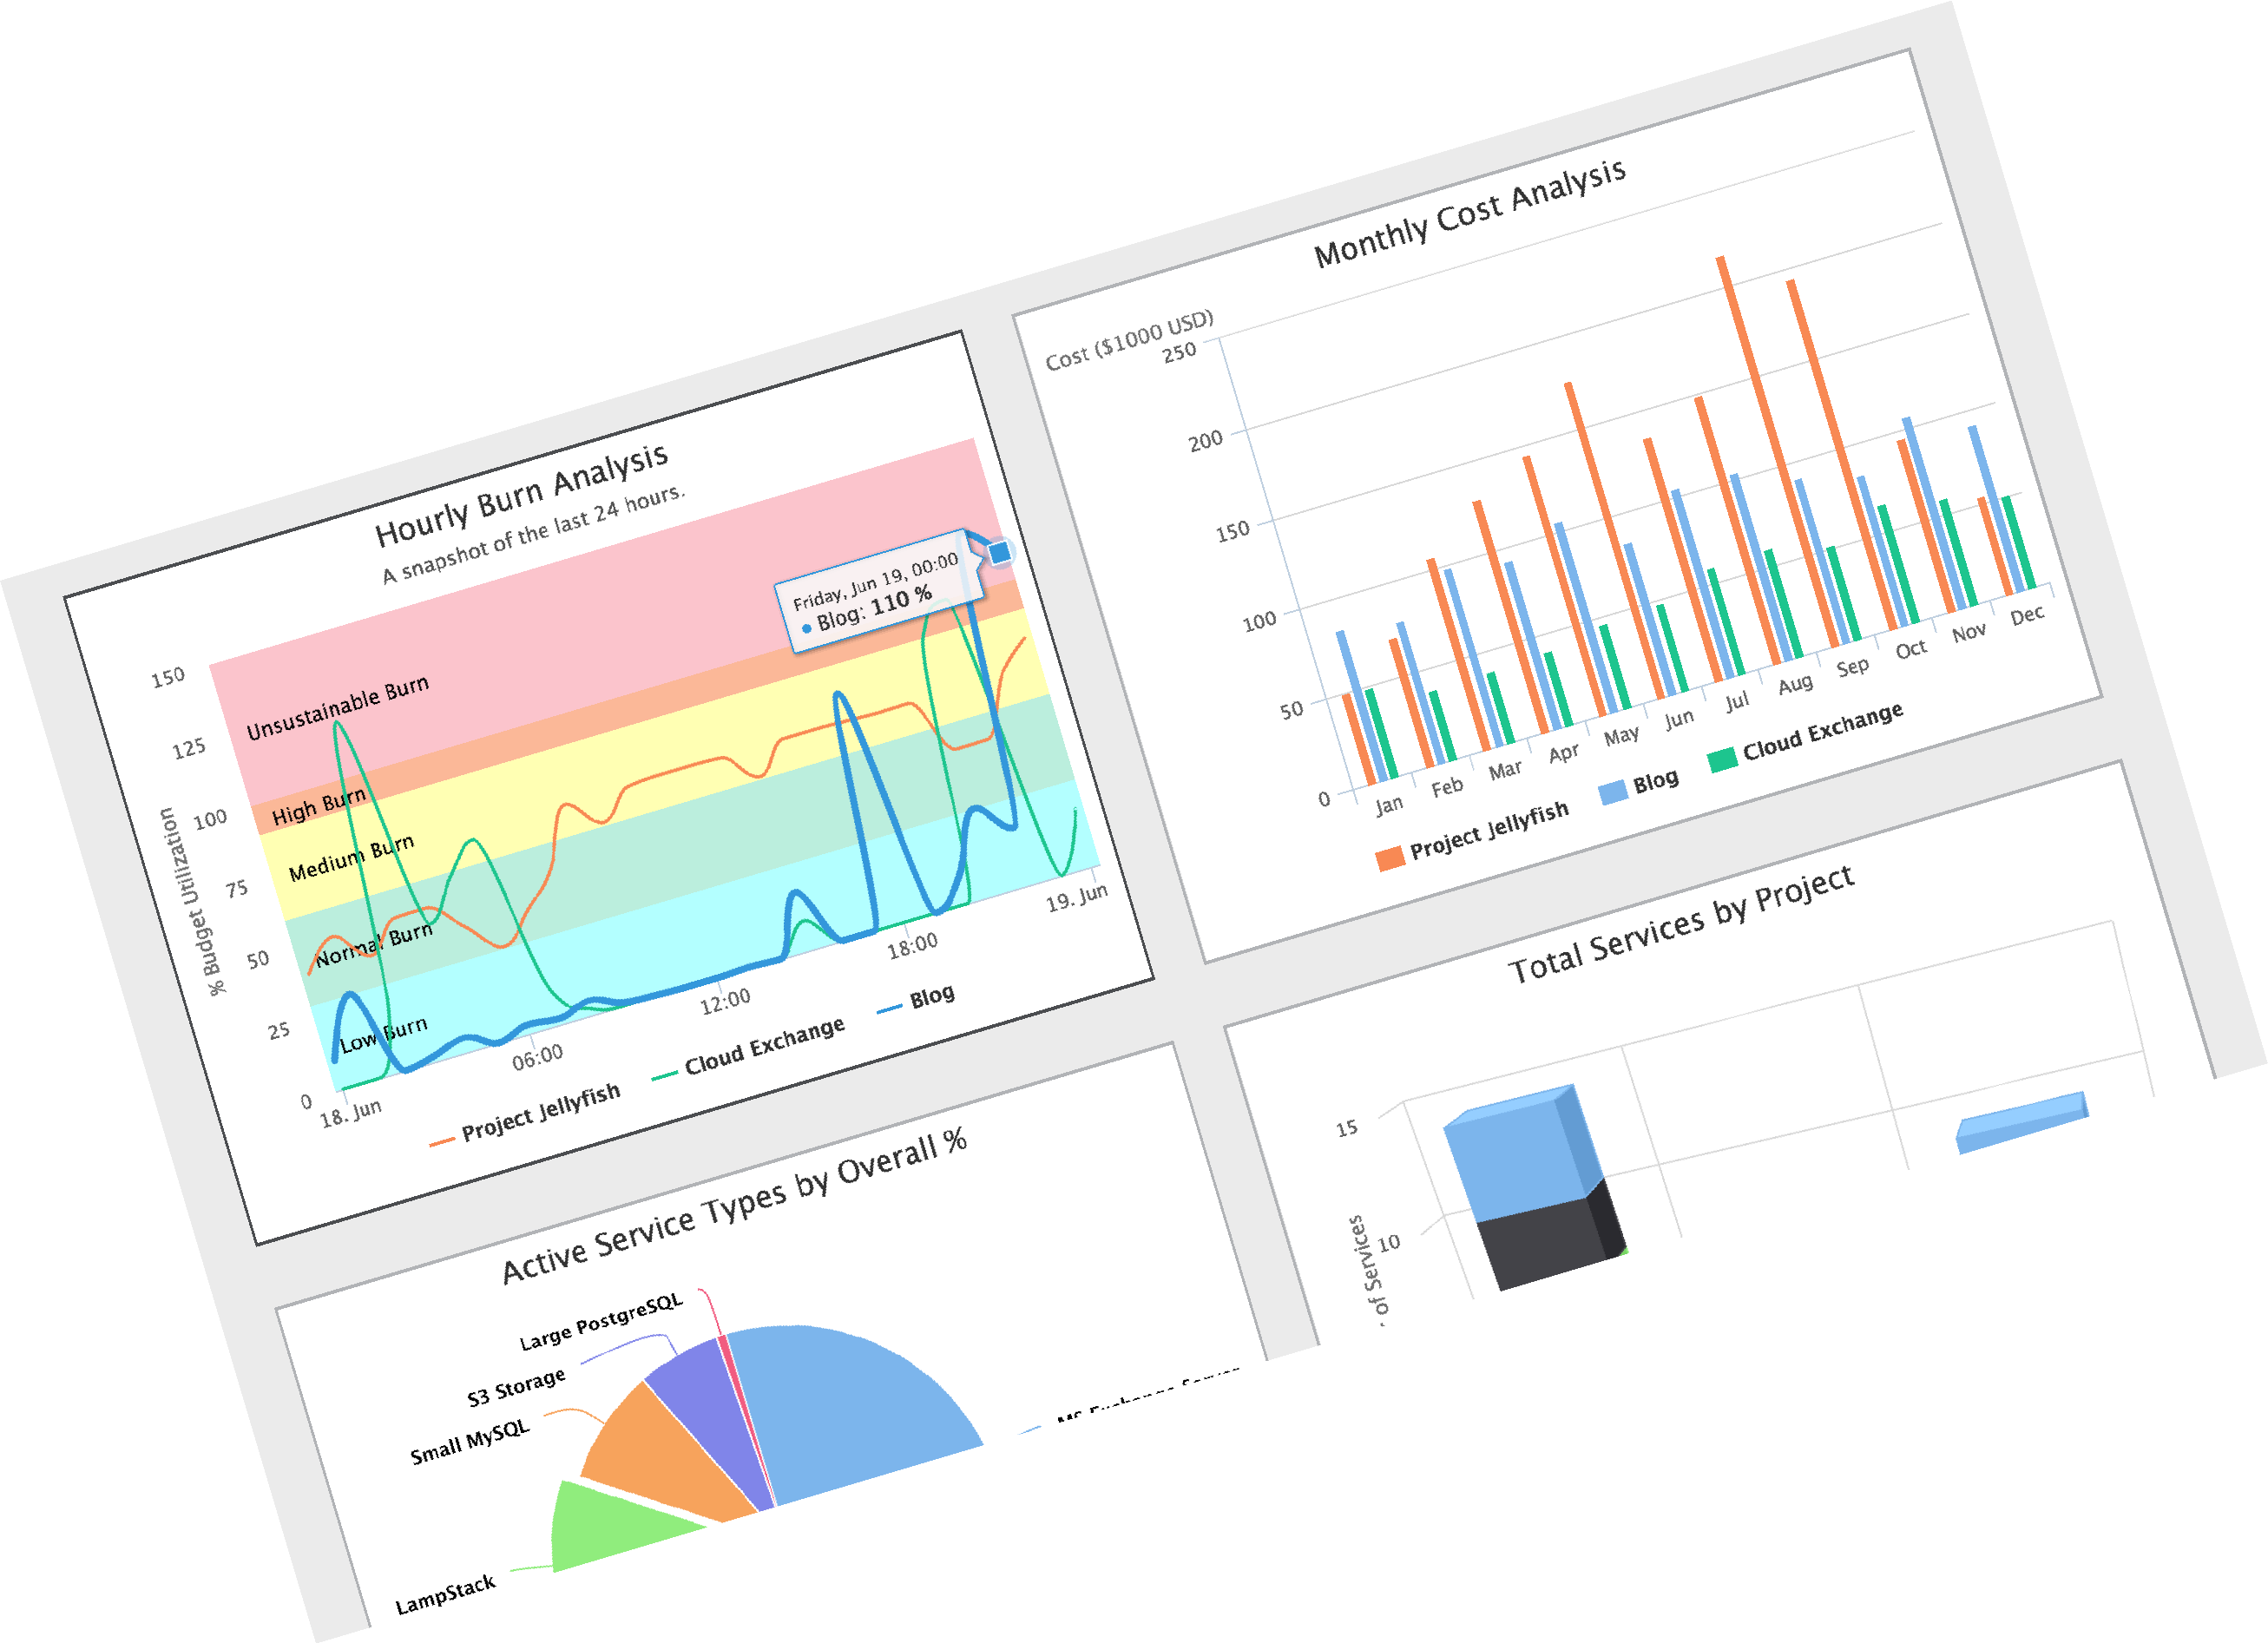 Hourly Burn Analysis
A snapshot of the last 24 hours.
% Budget Utilization
150
125
100
75
50
25
0
Unsustainable Burn
High Burn
Medium Burn
Normal Burn
Low Burn
Friday, Jun 19, 00:00
Blog: 110 %
18. Jun
06:00
12:00
18:00
19. Jun
Project Jellyfish
Cloud Exchange
Blog
Monthly Cost Analysis
Cost ($1000 USD)
250
200
150
100
50
0
Jan
Feb
Mar
Apr
May
Jun
Jul
Aug
Sep
Oct
Nov
Dec
Project Jellyfish
Blog
Cloud Exchange
Active Service Types by Overall %
Large PostgreSQL
S3 Storage
Small MySQL
LampStack
Total Services by Project
of Services
15
10